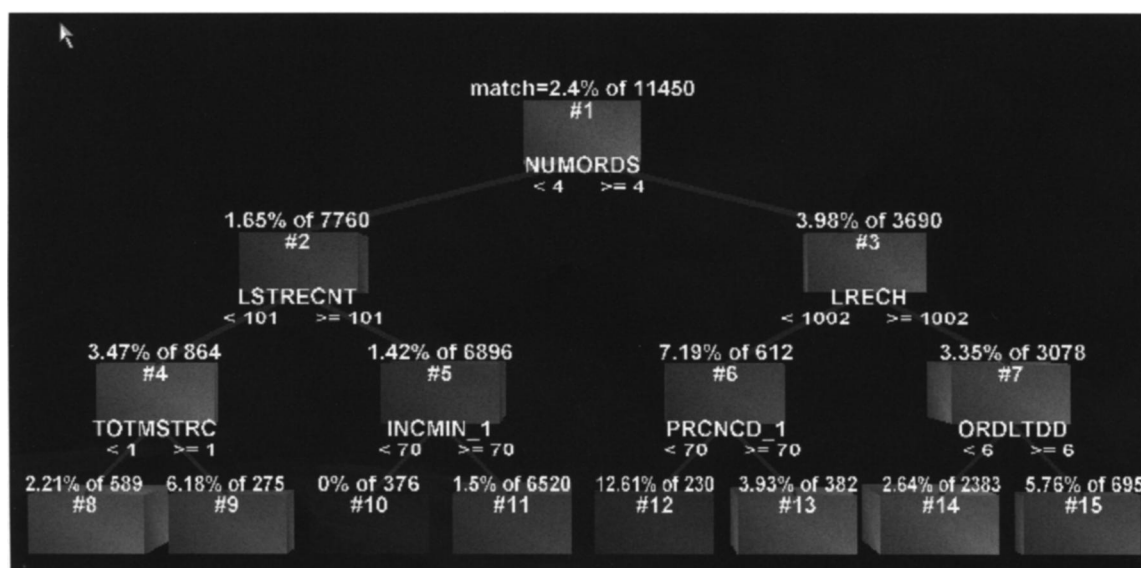 match=2.4% of 11450
#1
NUMORDS
< 4 >= 4
1.65% of 7760 3.98% of 3690
#2 #3
LSTRECNT LRECH
< 101 >= 101 < 1002 >= 1002
3.47% of 864 1.42% of 6896 7.19% of 612 3.35% of 3078
#4 #5 #6 #7
TOTMSTRC INCMIN_1 PRCNCD_1 ORDLTDD
< 1 >= 1 < 70 >= 70 < 70 >= 70 < 6 >= 6
2.21% of 589 6.18% of 275 0% of 376 1.5% of 6520 12.61% of 230 3.93% of 382 2.64% of 2383 5.76% of 695
#8 #9 #10 #11 #12 #13 #14 #15